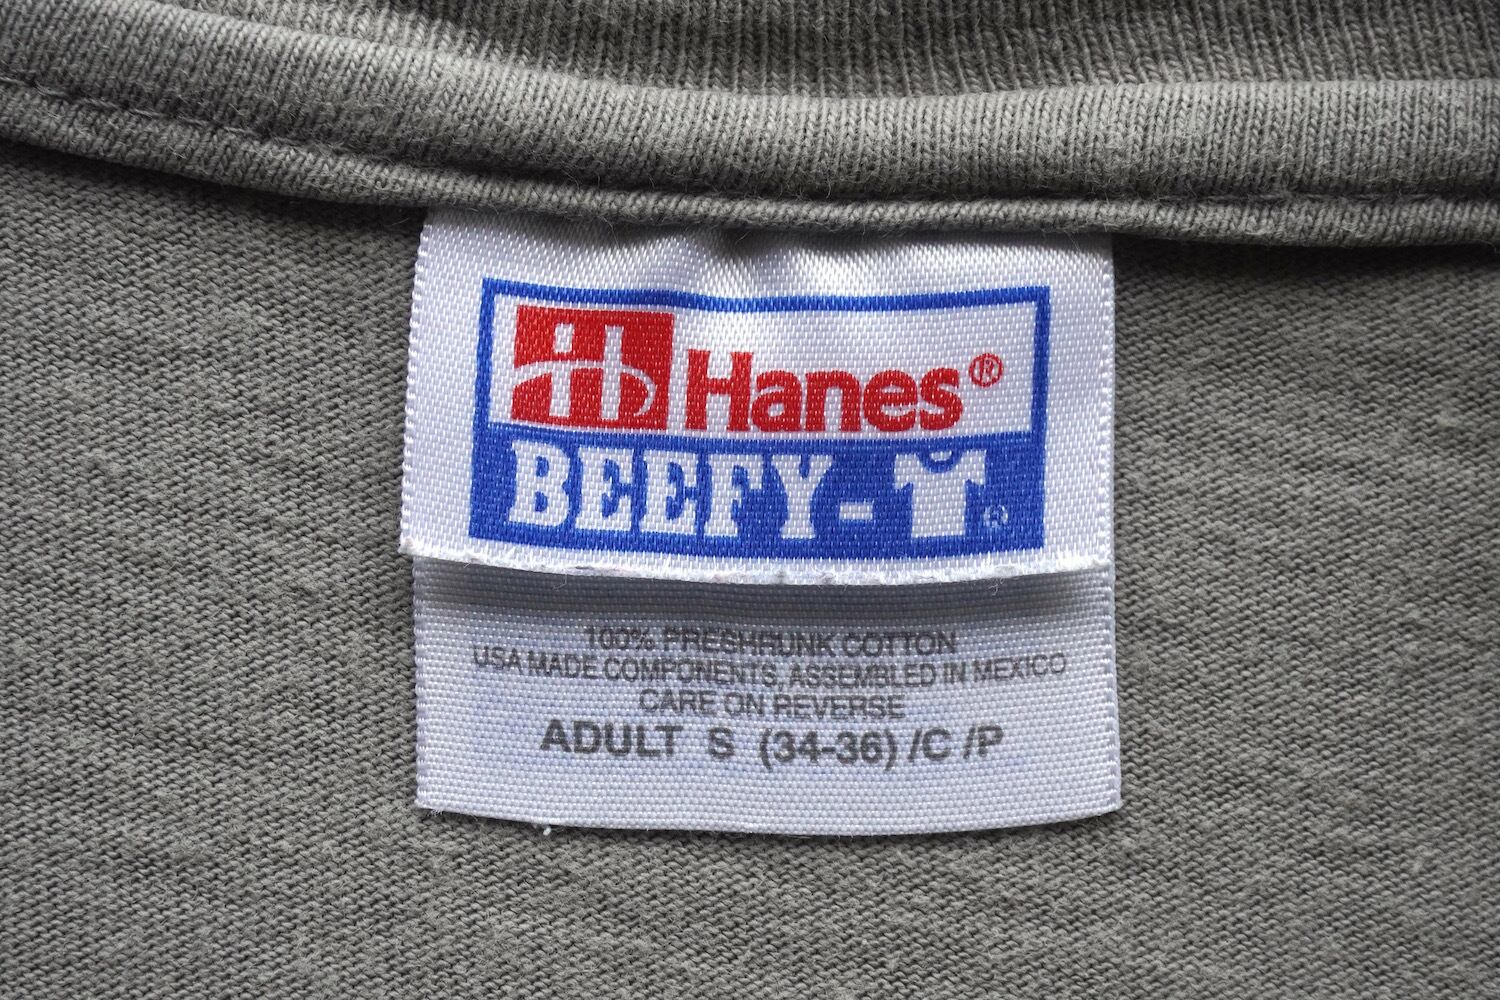 Hanes®
BEEFY-T®
100% PRESHRUNK COTTON
USA MADE COMPONENTS, ASSEMBLED IN MEXICO
CARE ON REVERSE
ADULT S (34-36) /C /P